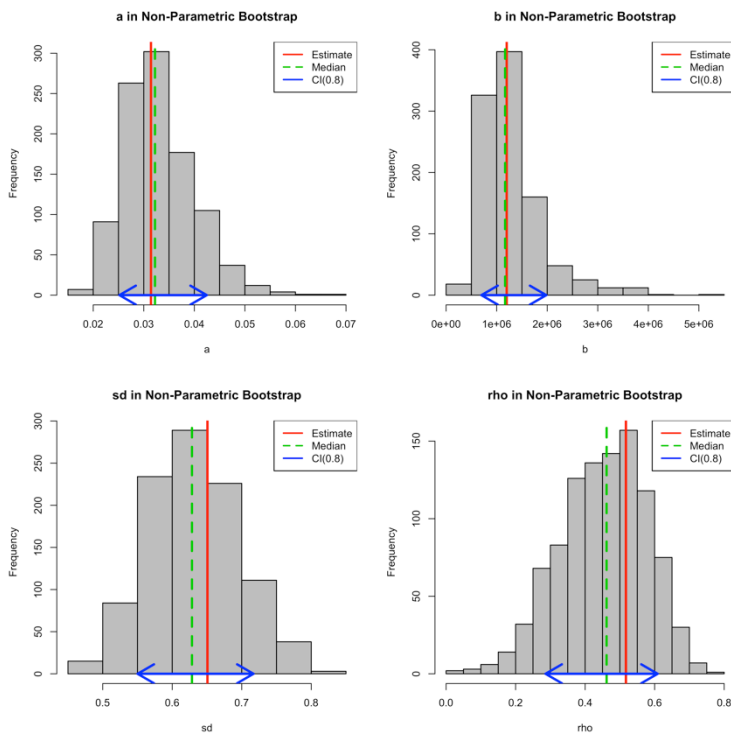 a in Non-Parametric Bootstrap
Estimate
Median
CI(0.8)
Frequency
0
50
100
150
200
250
300
0.02 0.03 0.04 0.05 0.06 0.07
a
b in Non-Parametric Bootstrap
Estimate
Median
CI(0.8)
Frequency
0
100
200
300
400
0e+00 1e+06 2e+06 3e+06 4e+06 5e+06
b
sd in Non-Parametric Bootstrap
Estimate
Median
CI(0.8)
Frequency
0
50
100
150
200
250
300
0.5 0.6 0.7 0.8
sd
rho in Non-Parametric Bootstrap
Estimate
Median
CI(0.8)
Frequency
0
50
100
150
0.0 0.2 0.4 0.6 0.8
rho